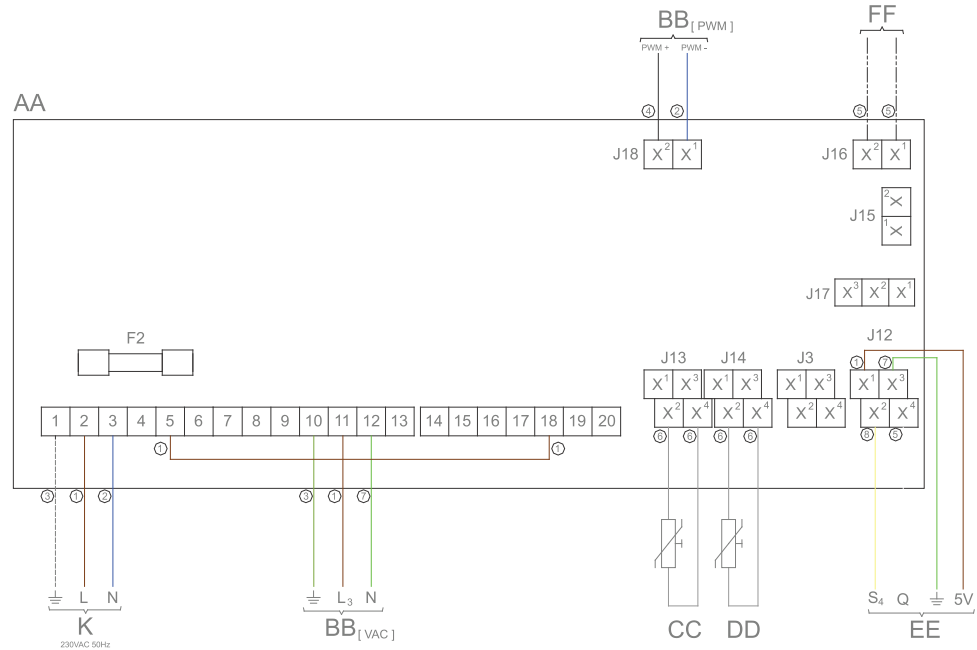 BB [ PWM ] FF
PWM + PWM -
AA
④ ② ⑤ ⑤
J18 X2 X1 J16 X2 X1
J15 2X
1X
J17 X3 X2 X1
F2 J12
J13 J14 J3 ① ⑦
X1 X3 X1 X3 X1 X3 X1 X3
X2 X4 X2 X4 X2 X4 X2 X4
1 2 3 4 5 6 7 8 9 10 11 12 13 14 15 16 17 18 19 20
① ① ⑥ ⑥ ⑥ ⑥ ⑧ ⑤
③ ① ② ③ ① ⑦
L N L3 N S4 Q 5V
K BB [ VAC ] CC DD EE
230VAC 50Hz